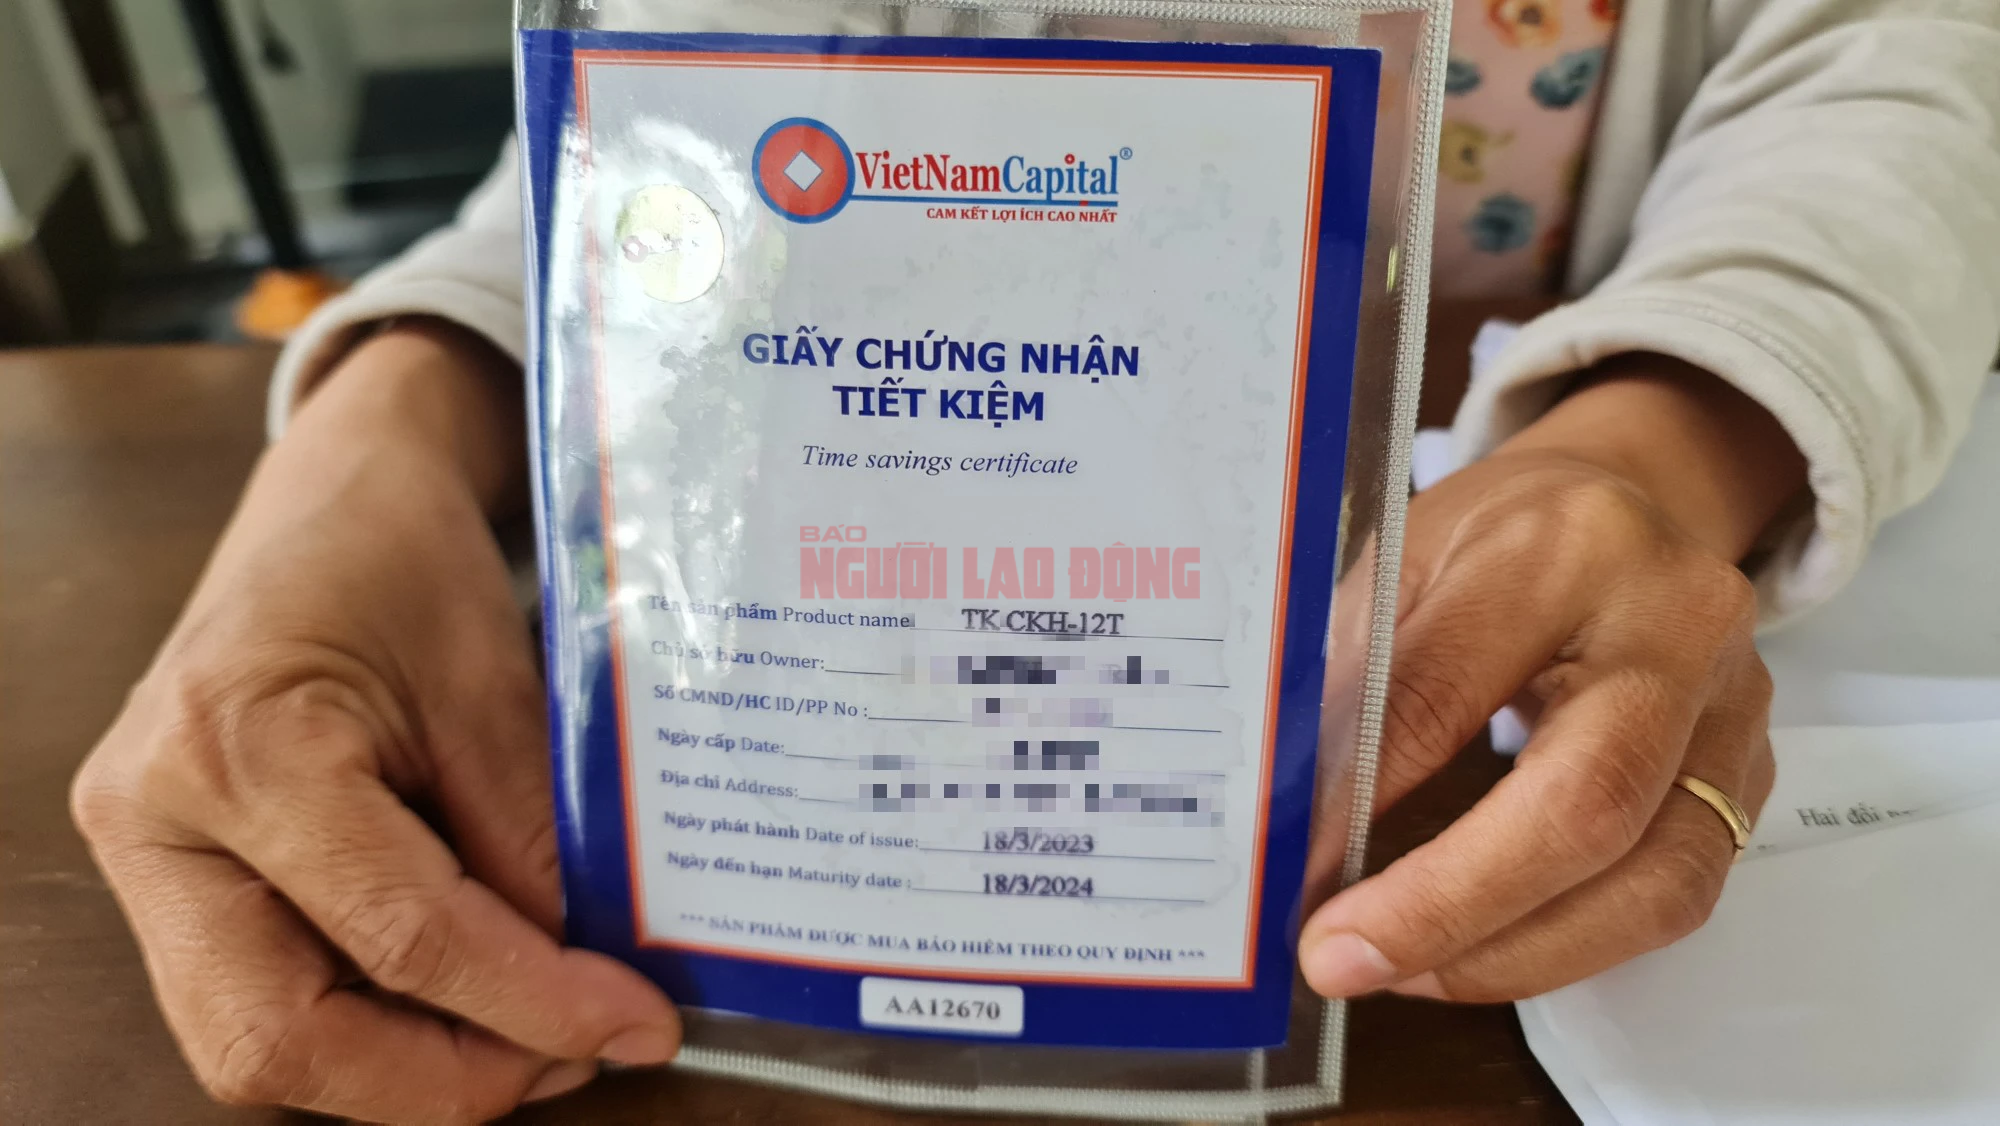 VietNamCapital®
CAM KẾT LỢI ÍCH CAO NHẤT
GIẤY CHỨNG NHẬN
TIẾT KIỆM
Time savings certificate
BÁO
NGƯỜI LAO ĐỘNG
Tên sản phẩm Product name TK CKH-12T
Chủ sở hữu Owner:
Số CMND/HC ID/PP No :
Ngày cấp Date:
Địa chỉ Address:
Ngày phát hành Date of issue: 18/3/2023
Ngày đến hạn Maturity date : 18/3/2024
*** SẢN PHẨM ĐƯỢC MUA BẢO HIỂM THEO QUY ĐỊNH ***
AA12670
Hai đổi